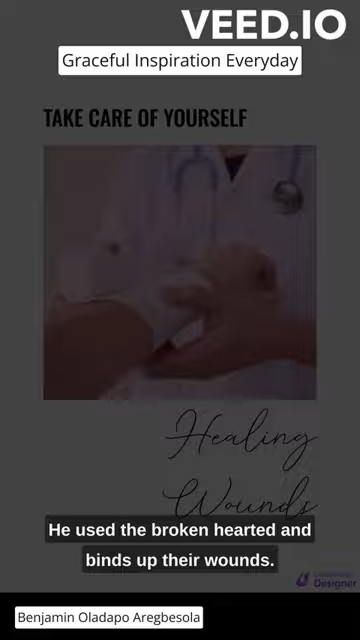 VEED.IO
Graceful Inspiration Everyday
TAKE CARE OF YOURSELF
Healing
Wounds
He used the broken hearted and
binds up their wounds.
Designer
Benjamin Oladapo Aregbesola